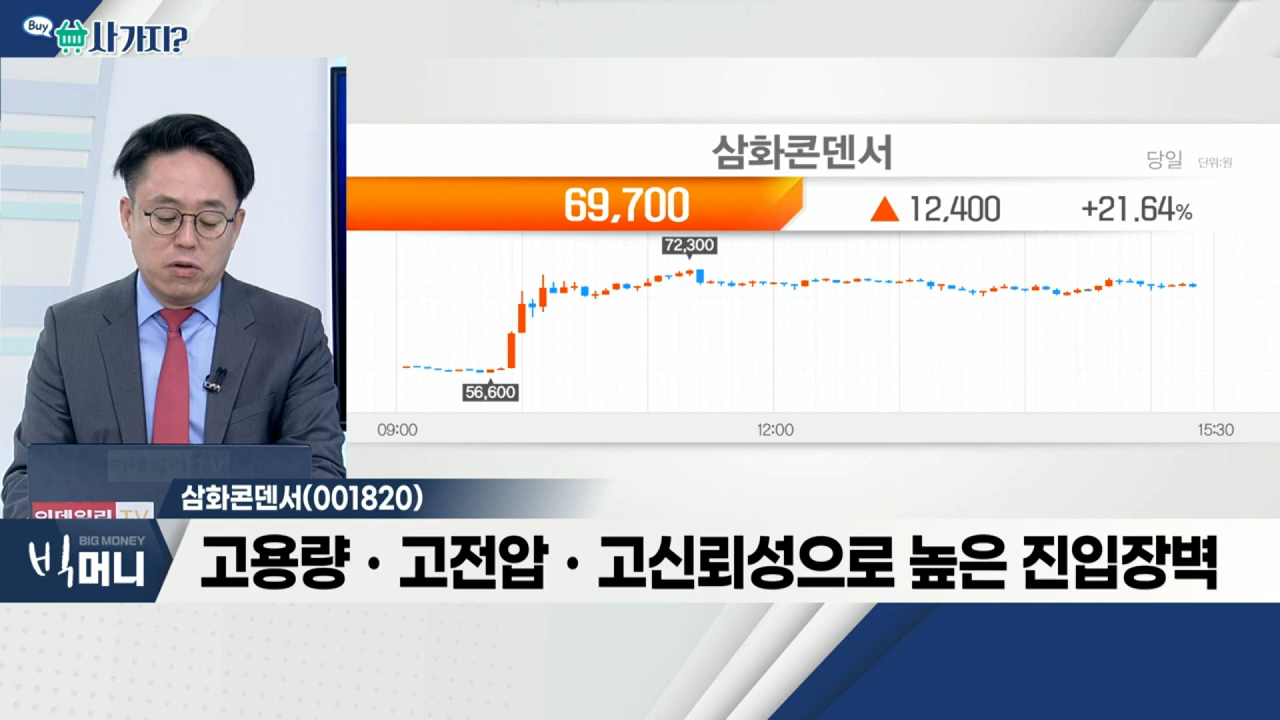 Buy
사가지?
삼화콘덴서
당일 단위:원
69,700 ▲ 12,400 +21.64%
72,300
56,600
09:00 12:00 15:30
이데일리 TV
삼화콘덴서(001820)
BIG MONEY
빅머니
고용량·고전압·고신뢰성으로 높은 진입장벽